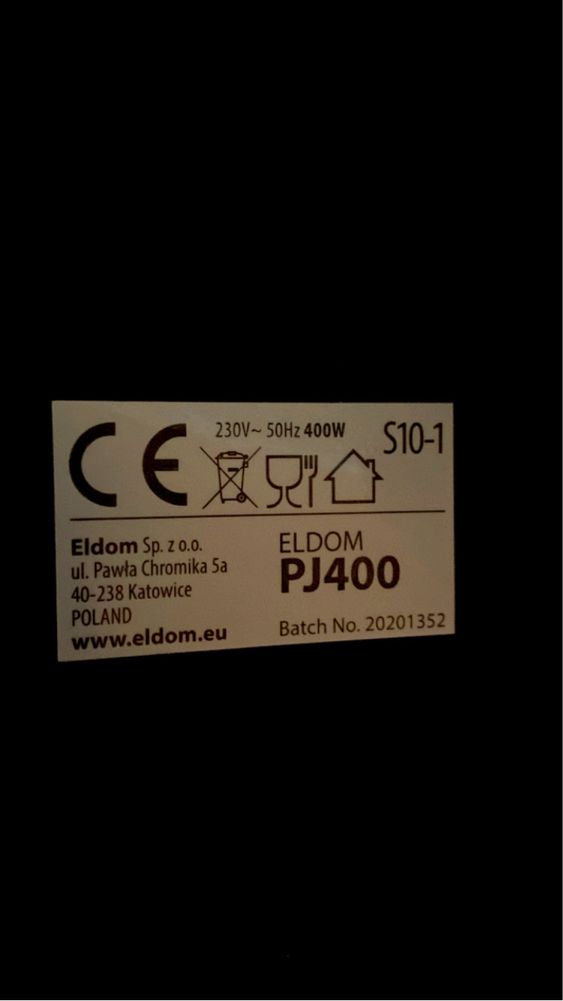 CE
230V~ 50Hz 400W
S10-1
Eldom Sp. z o.o.
ul. Pawła Chromika 5a
40-238 Katowice
POLAND
www.eldom.eu
ELDOM
PJ400
Batch No. 20201352